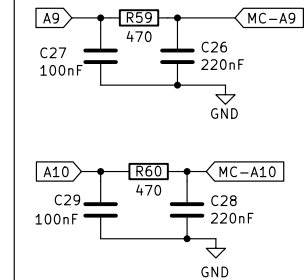 A9 R59 MC-A9
470
C27 C26
100nF 220nF
GND
A10 R60 MC-A10
470
C29 C28
100nF 220nF
GND